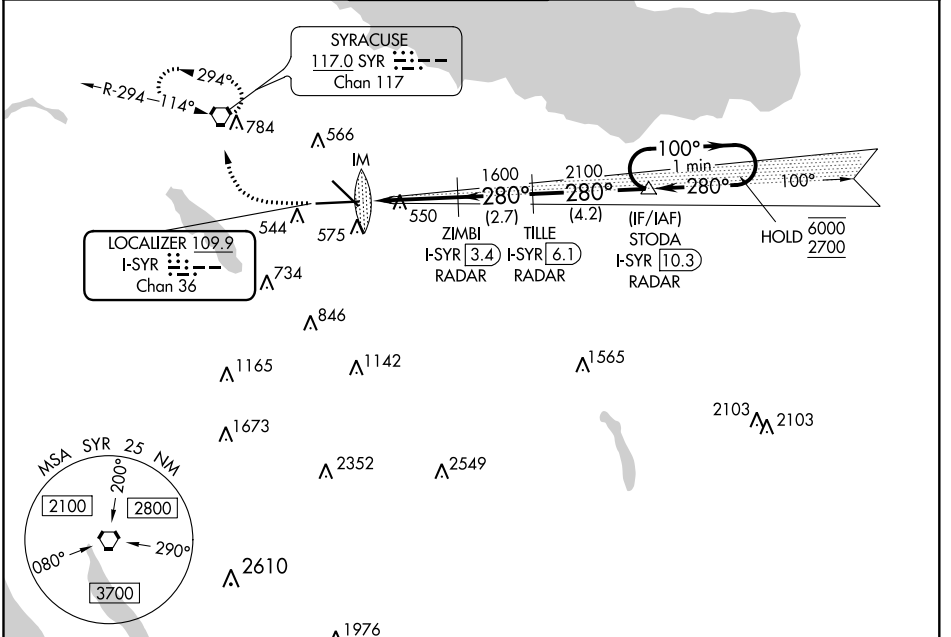 SYRACUSE
117.0 SYR
Chan 117
294°
R-294
114°
784
566
IM
1600
2100
100°
1 min
280°
280°
280°
100°
(2.7)
(4.2)
550
544
575
ZIMBI
I-SYR 3.4
RADAR
TILLE
I-SYR 6.1
RADAR
(IF/IAF)
STODA
I-SYR 10.3
RADAR
HOLD
6000
2700
LOCALIZER 109.9
I-SYR
Chan 36
734
846
1165
1142
1565
1673
2103
2103
2352
2549
MSA SYR 25 NM
200°
2100
2800
080°
290°
3700
2610
1976